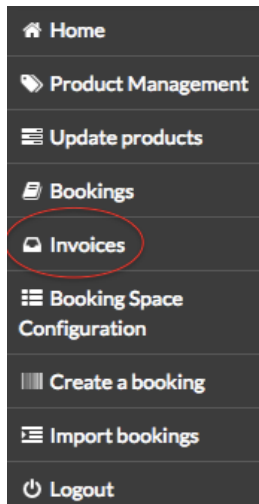 Home
Product Management
Update products
Bookings
Invoices
Booking Space
Configuration
Create a booking
Import bookings
Logout